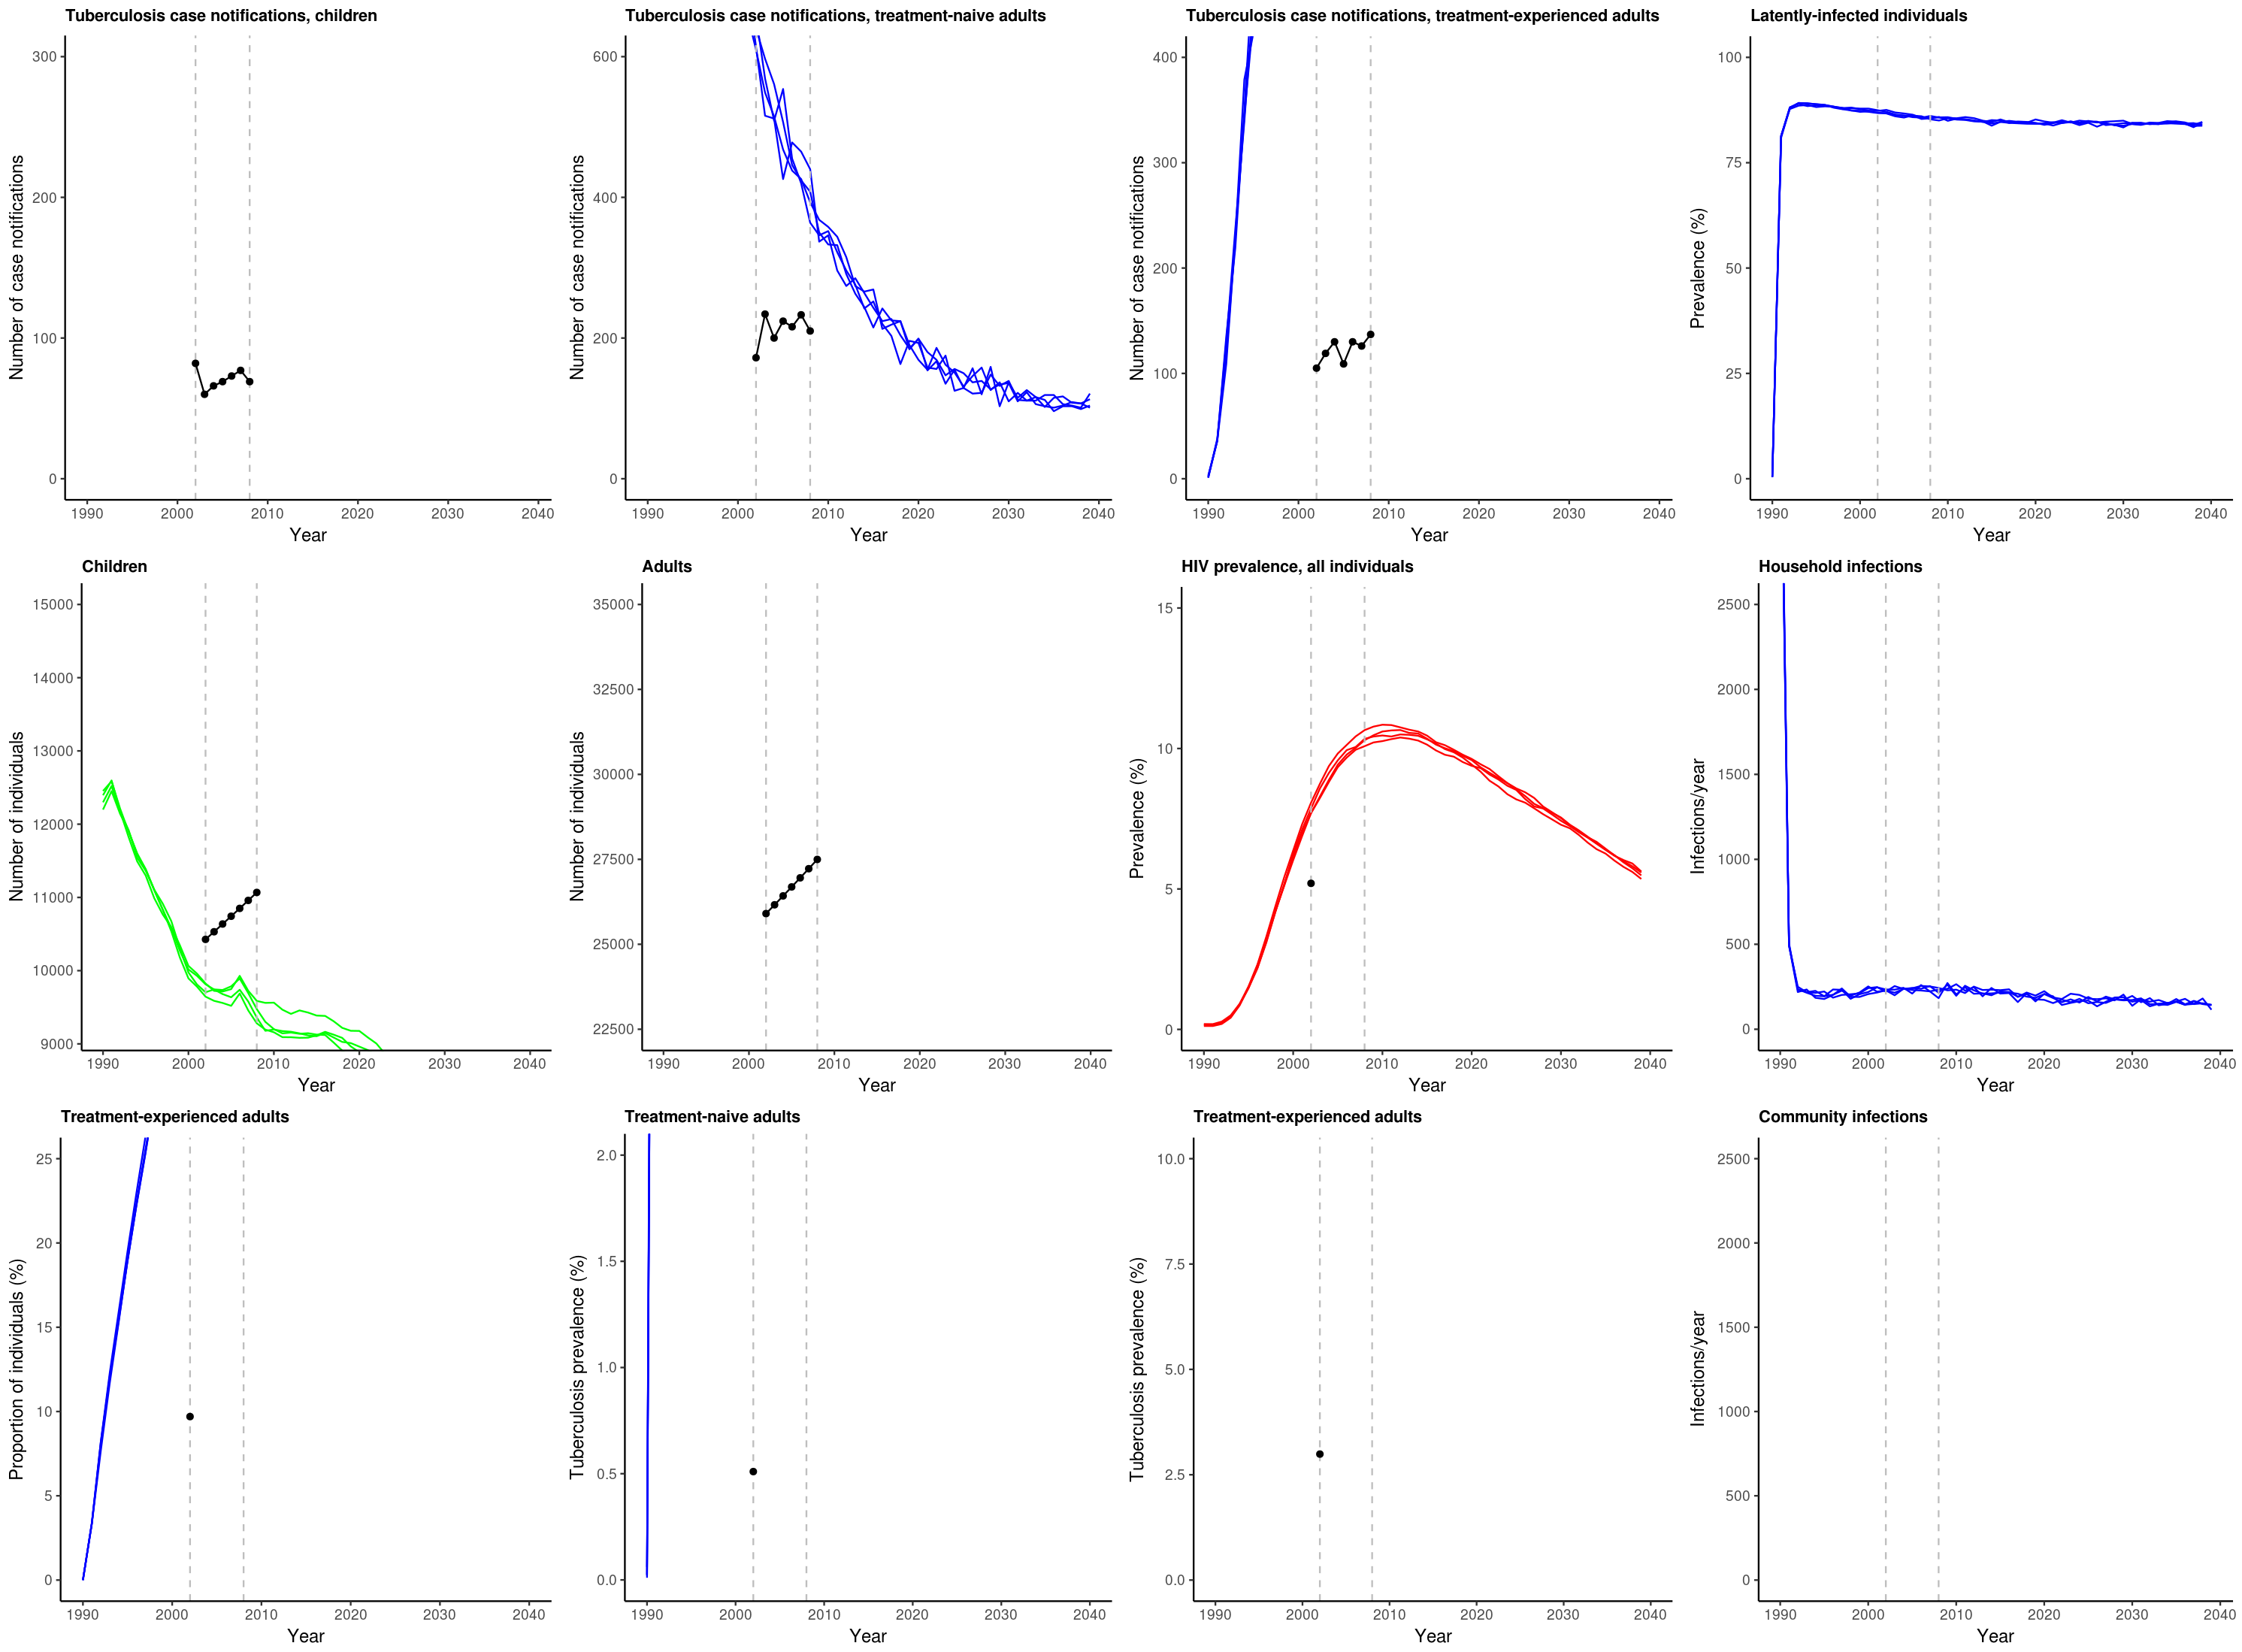 Tuberculosis case notifications, children
Number of case notifications
300
200
100
0
1990 2000 2010 2020 2030 2040
Year
Tuberculosis case notifications, treatment-naive adults
Number of case notifications
600
400
200
0
1990 2000 2010 2020 2030 2040
Year
Tuberculosis case notifications, treatment-experienced adults
Number of case notifications
400
300
200
100
0
1990 2000 2010 2020 2030 2040
Year
Latently-infected individuals
Prevalence (%)
100
75
50
25
0
1990 2000 2010 2020 2030 2040
Year
Children
Number of individuals
15000
14000
13000
12000
11000
10000
9000
1990 2000 2010 2020 2030 2040
Year
Adults
Number of individuals
35000
32500
30000
27500
25000
22500
1990 2000 2010 2020 2030 2040
Year
HIV prevalence, all individuals
Prevalence (%)
15
10
5
0
1990 2000 2010 2020 2030 2040
Year
Household infections
Infections/year
2500
2000
1500
1000
500
0
1990 2000 2010 2020 2030 2040
Year
Treatment-experienced adults
Proportion of individuals (%)
25
20
15
10
5
0
1990 2000 2010 2020 2030 2040
Year
Treatment-naive adults
Tuberculosis prevalence (%)
2.0
1.5
1.0
0.5
0.0
1990 2000 2010 2020 2030 2040
Year
Treatment-experienced adults
Tuberculosis prevalence (%)
10.0
7.5
5.0
2.5
0.0
1990 2000 2010 2020 2030 2040
Year
Community infections
Infections/year
2500
2000
1500
1000
500
0
1990 2000 2010 2020 2030 2040
Year